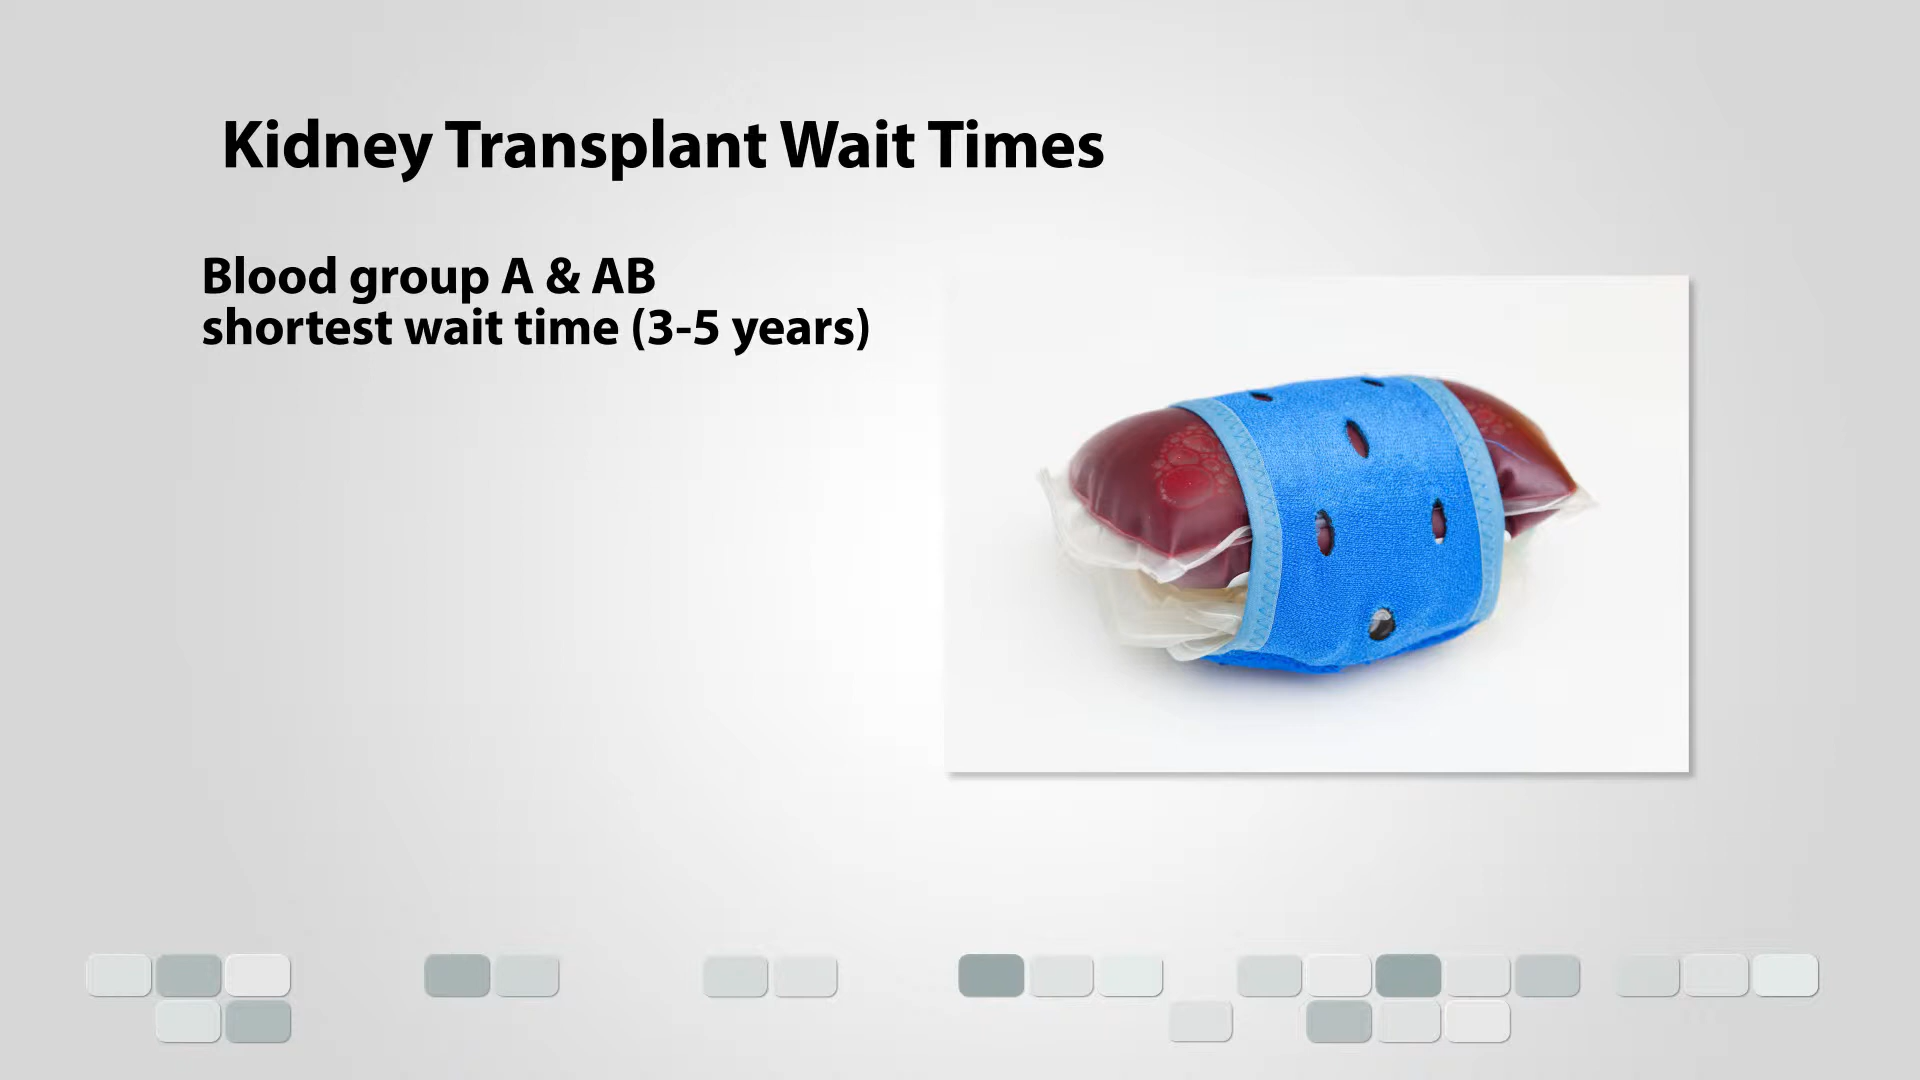 Kidney Transplant Wait Times
Blood group A & AB
shortest wait time (3-5 years)